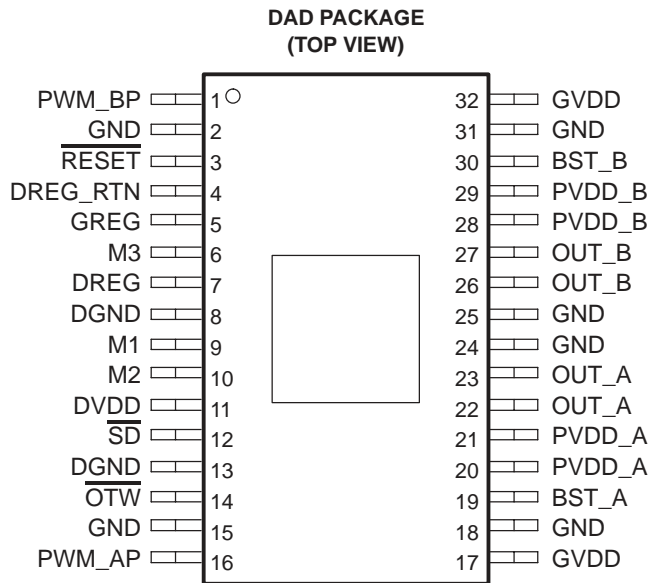 DAD PACKAGE
(TOP VIEW)
PWM_BP 1 32 GVDD
GND 2 31 GND
RESET 3 30 BST_B
DREG_RTN 4 29 PVDD_B
GREG 5 28 PVDD_B
M3 6 27 OUT_B
DREG 7 26 OUT_B
DGND 8 25 GND
M1 9 24 GND
M2 10 23 OUT_A
DVDD 11 22 OUT_A
SD 12 21 PVDD_A
DGND 13 20 PVDD_A
OTW 14 19 BST_A
GND 15 18 GND
PWM_AP 16 17 GVDD